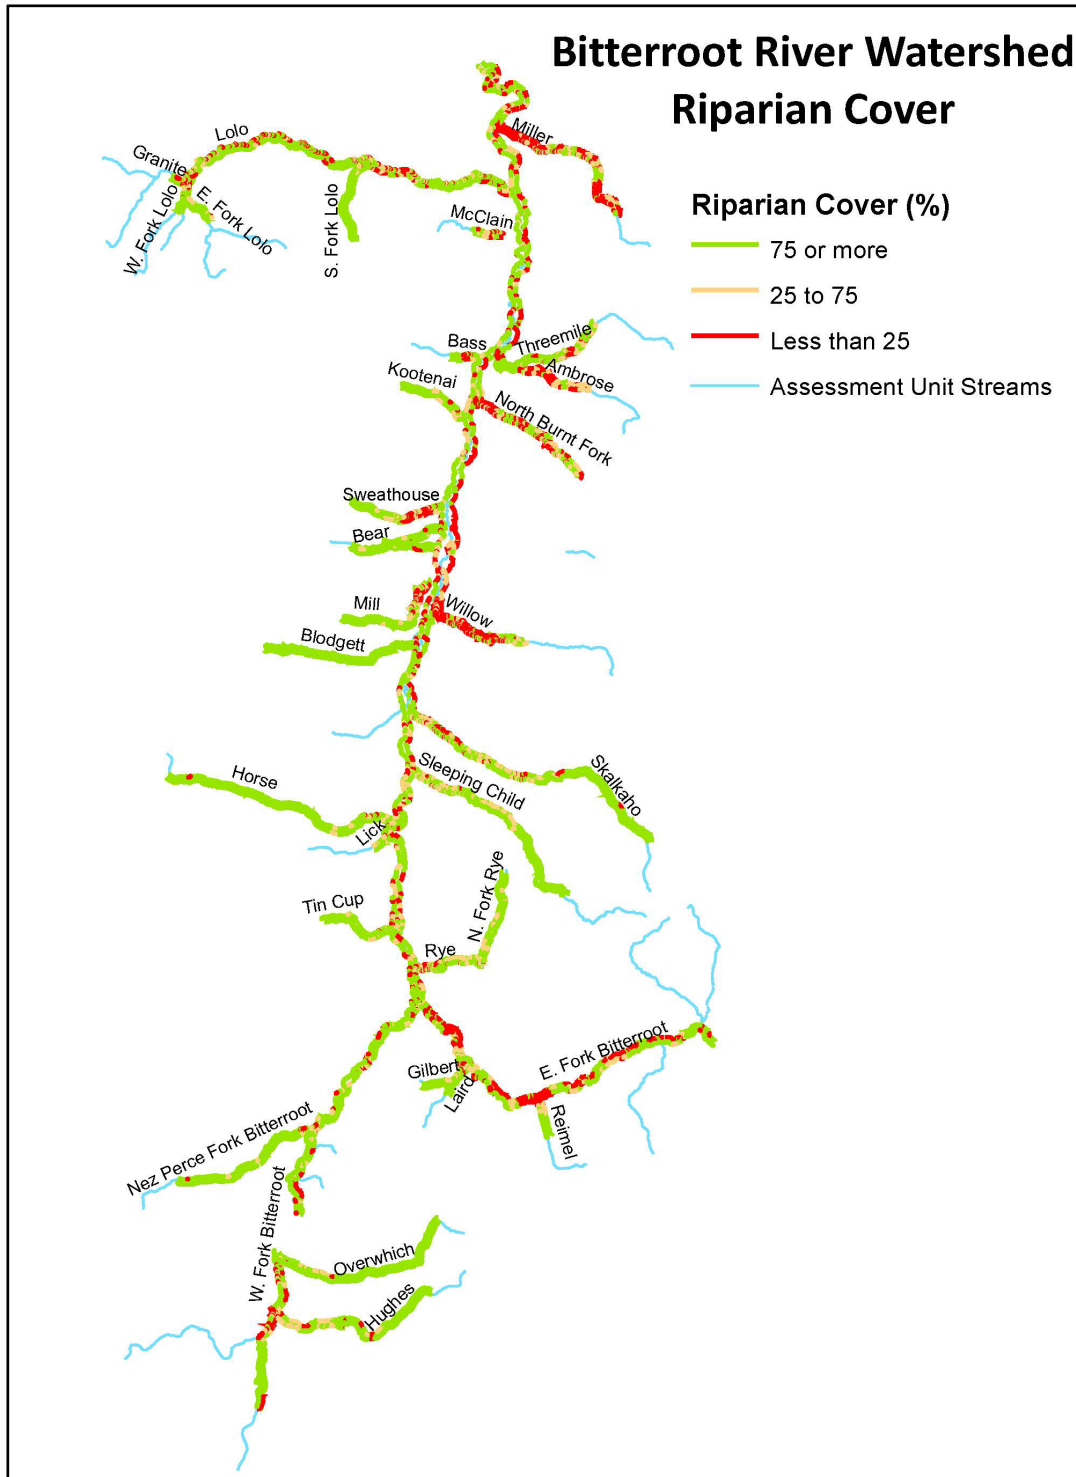 Bitterroot River Watershed
Riparian Cover
Riparian Cover (%)
75 or more
25 to 75
Less than 25
Assessment Unit Streams
Miller
Lolo
Granite
W. Fork Lolo
E. Fork Lolo
S. Fork Lolo
McClain
Bass
Threemile
Kootenai
Ambrose
North Burnt Fork
Sweathouse
Bear
Mill
Willow
Blodgett
Skalkaho
Sleeping Child
Horse
Lick
N. Fork Rye
Tin Cup
Rye
E. Fork Bitterroot
Gilbert
Laird
Reimel
Nez Perce Fork Bitterroot
W. Fork Bitterroot
Overwhich
Hughes